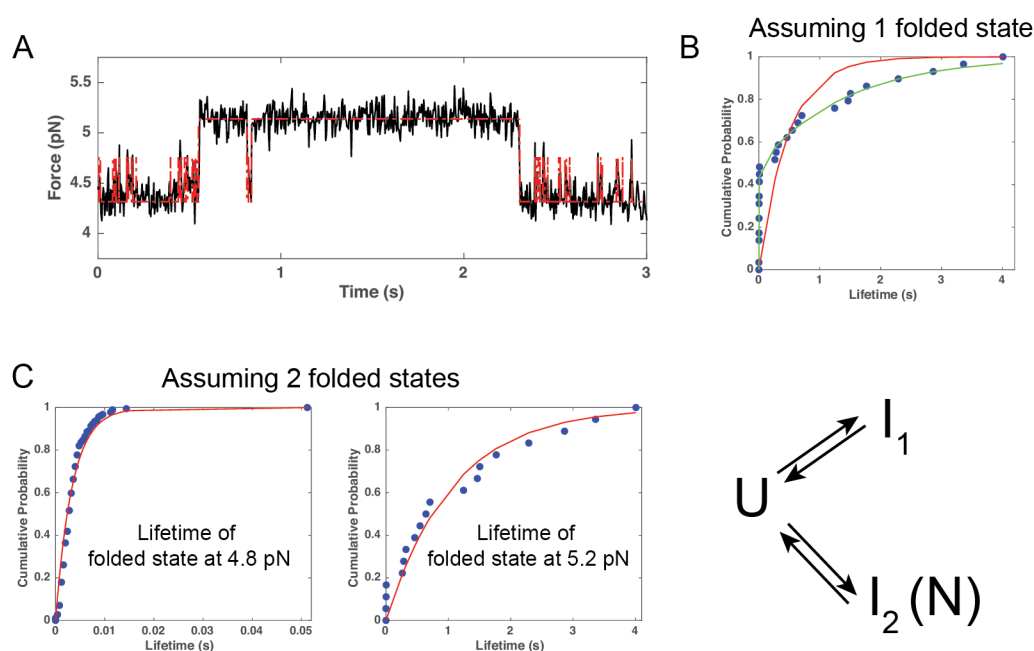 A
5.5
5
4.5
4
Force (pN)
0
1
2
3
Time (s)
B
Assuming 1 folded state
1
0.8
0.6
0.4
0.2
0
Cumulative Probability
0
1
2
3
4
Lifetime (s)
C
Assuming 2 folded states
1
0.8
0.6
0.4
0.2
0
Cumulative Probability
Lifetime of
folded state at 4.8 pN
0
0.01
0.02
0.03
0.04
0.05
Lifetime (s)
1
0.8
0.6
0.4
0.2
0
Cumulative Probability
Lifetime of
folded state at 5.2 pN
0
1
2
3
4
Lifetime (s)
I1
U
I2 (N)